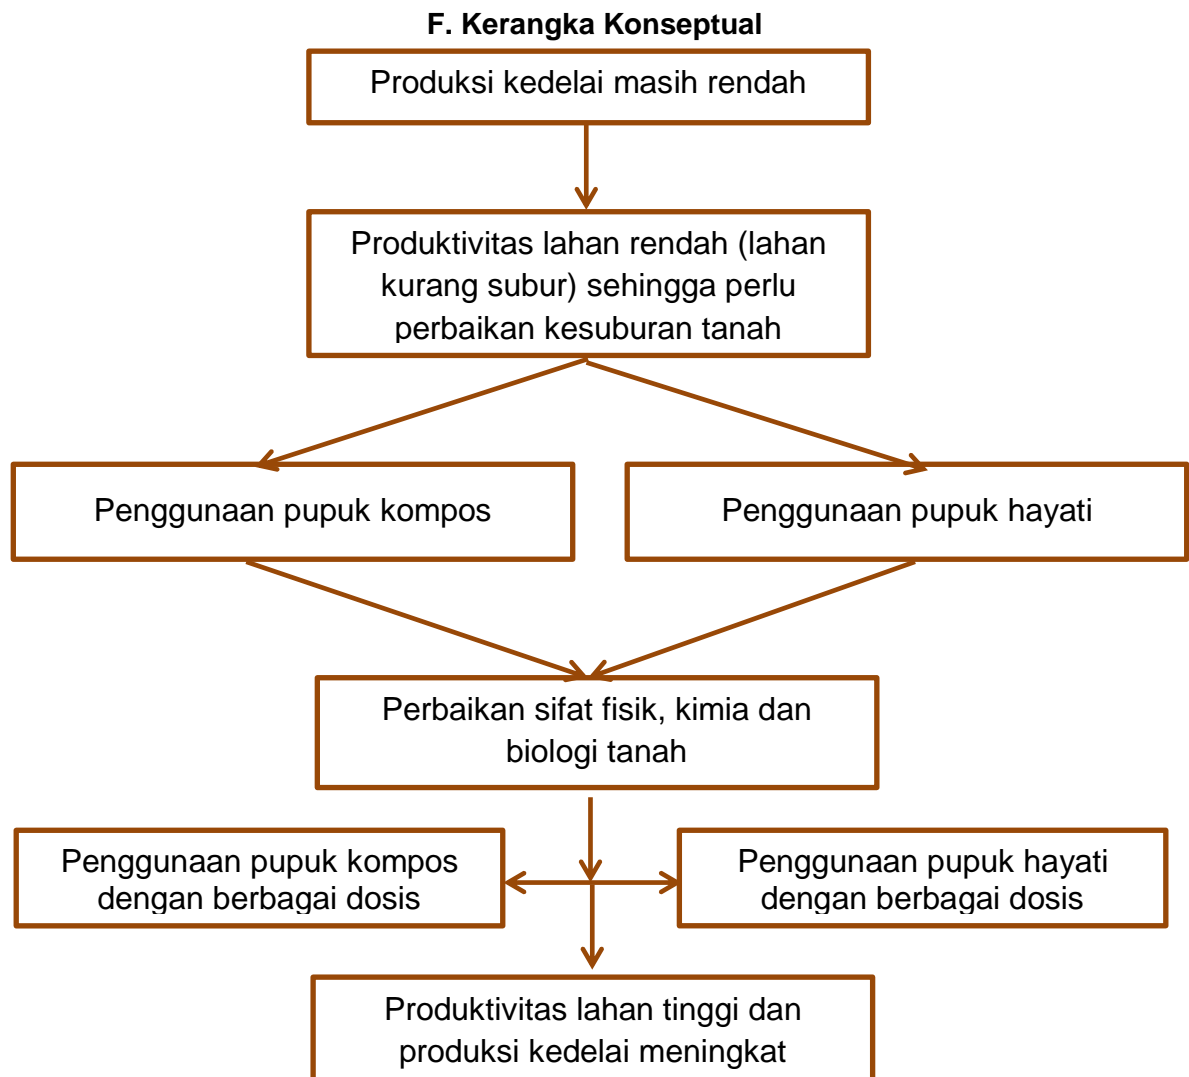 F. Kerangka Konseptual
Produksi kedelai masih rendah
Produktivitas lahan rendah (lahan
kurang subur) sehingga perlu
perbaikan kesuburan tanah
Penggunaan pupuk kompos
Penggunaan pupuk hayati
Perbaikan sifat fisik, kimia dan
biologi tanah
Penggunaan pupuk kompos
dengan berbagai dosis
Penggunaan pupuk hayati
dengan berbagai dosis
Produktivitas lahan tinggi dan
produksi kedelai meningkat